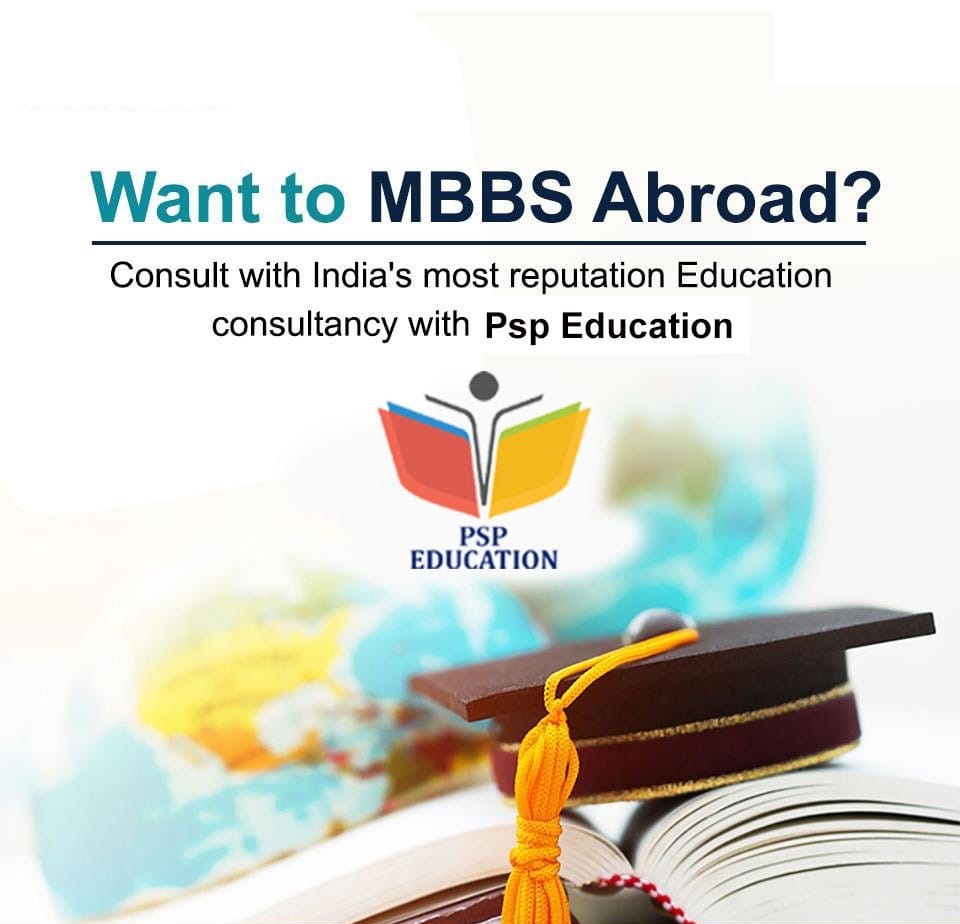 Want to MBBS Abroad?
Consult with India's most reputation Education
consultancy with Psp Education
PSP
EDUCATION